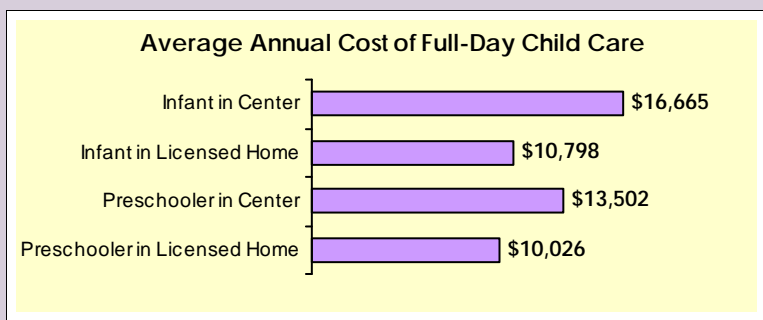 Average Annual Cost of Full-Day Child Care
Infant in Center $16,665
Infant in Licensed Home $10,798
Preschooler in Center $13,502
Preschooler in Licensed Home $10,026